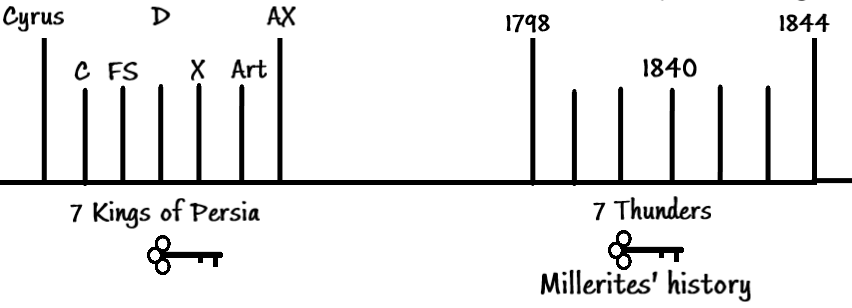 Cyrus D AX
C FS X Art
7 Kings of Persia
1798 1844
1840
7 Thunders
Millerites' history